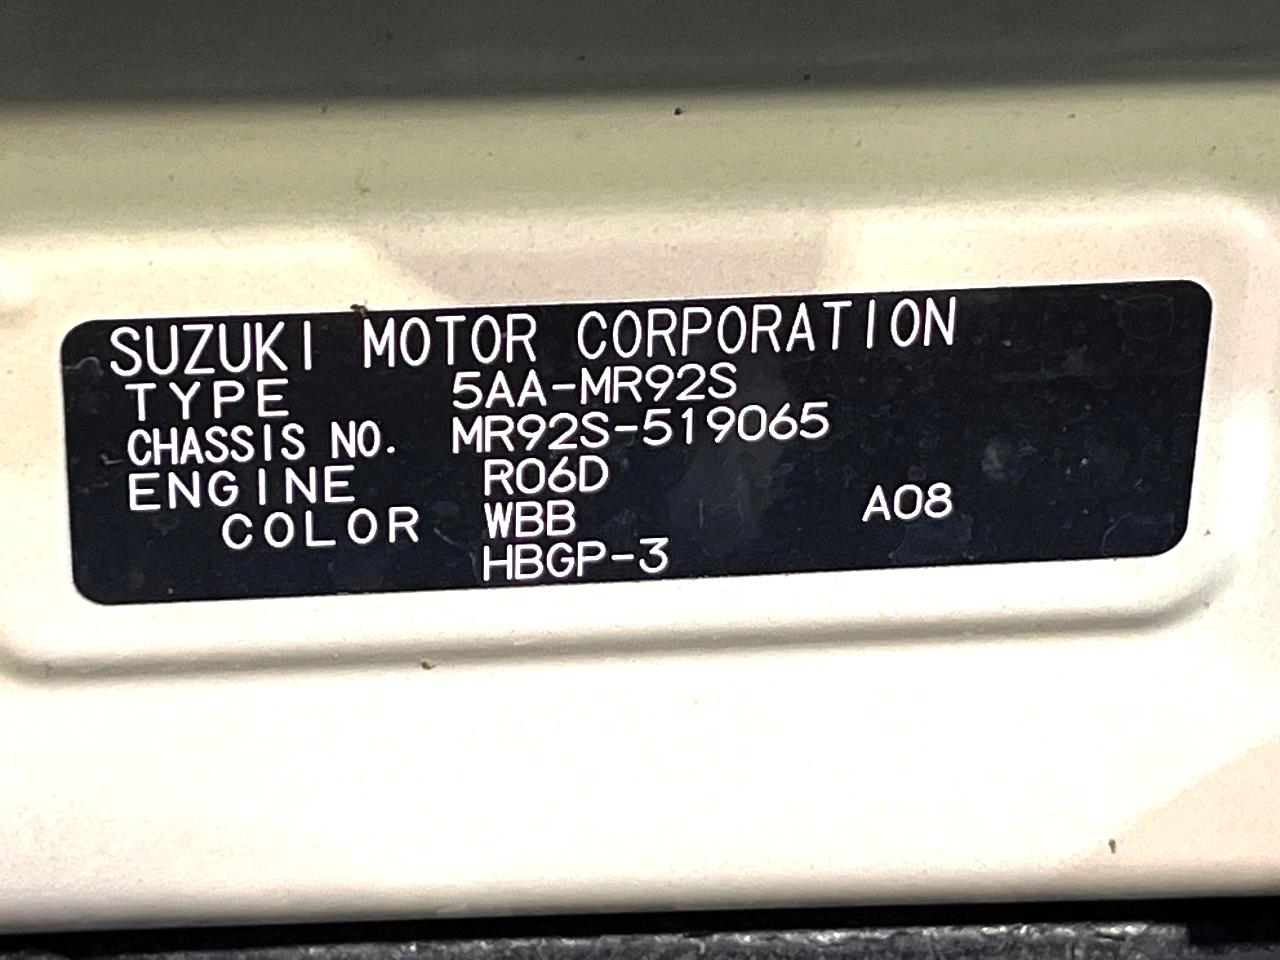 SUZUKI MOTOR CORPORATION
TYPE 5AA-MR92S
CHASSIS NO. MR92S-519065
ENGINE R06D
COLOR WBB A08
HBGP-3